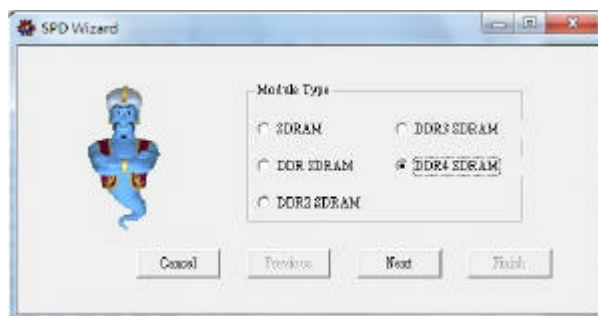 SPD Wizard
Module Type
SDRAM
DDR3 SDRAM
DDR SDRAM
DDR4 SDRAM
DDR2 SDRAM
Cancel
Previous
Next
Finish